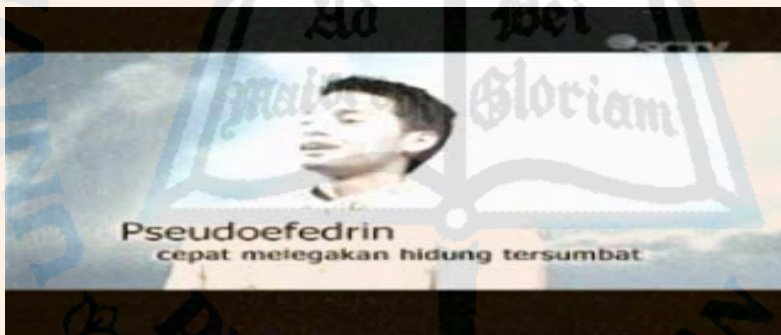 Ad Dei
SCTV
Maiorem Gloriam
Pseudoefedrin
cepat melegakan hidung tersumbat